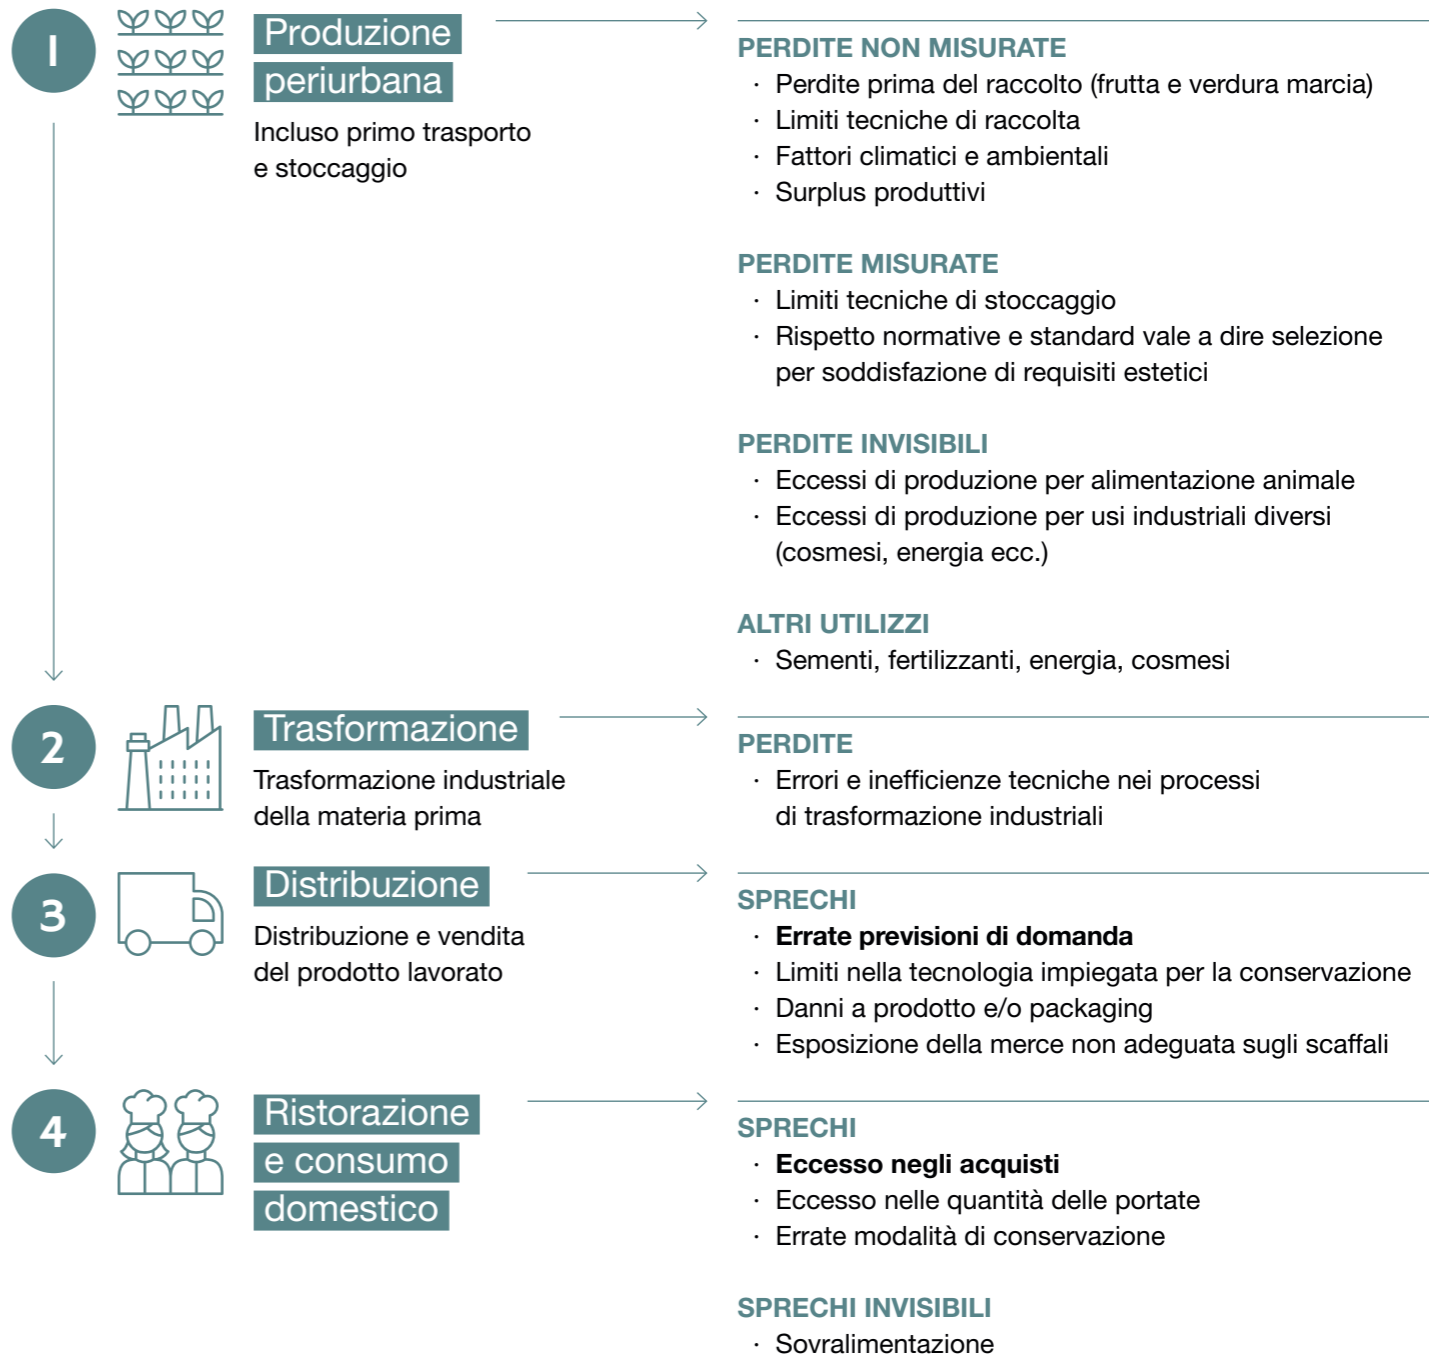 1
Produzione
periurbana
Incluso primo trasporto
e stoccaggio
PERDITE NON MISURATE
· Perdite prima del raccolto (frutta e verdura marcia)
· Limiti tecniche di raccolta
· Fattori climatici e ambientali
· Surplus produttivi
PERDITE MISURATE
· Limiti tecniche di stoccaggio
· Rispetto normative e standard vale a dire selezione
per soddisfazione di requisiti estetici
PERDITE INVISIBILI
· Eccessi di produzione per alimentazione animale
· Eccessi di produzione per usi industriali diversi
(cosmesi, energia ecc.)
ALTRI UTILIZZI
· Sementi, fertilizzanti, energia, cosmesi
2
Trasformazione
Trasformazione industriale
della materia prima
PERDITE
· Errori e inefficienze tecniche nei processi
di trasformazione industriali
3
Distribuzione
Distribuzione e vendita
del prodotto lavorato
SPRECHI
· Errate previsioni di domanda
· Limiti nella tecnologia impiegata per la conservazione
· Danni a prodotto e/o packaging
· Esposizione della merce non adeguata sugli scaffali
4
Ristorazione
e consumo
domestico
SPRECHI
· Eccesso negli acquisti
· Eccesso nelle quantità delle portate
· Errate modalità di conservazione
SPRECHI INVISIBILI
· Sovralimentazione